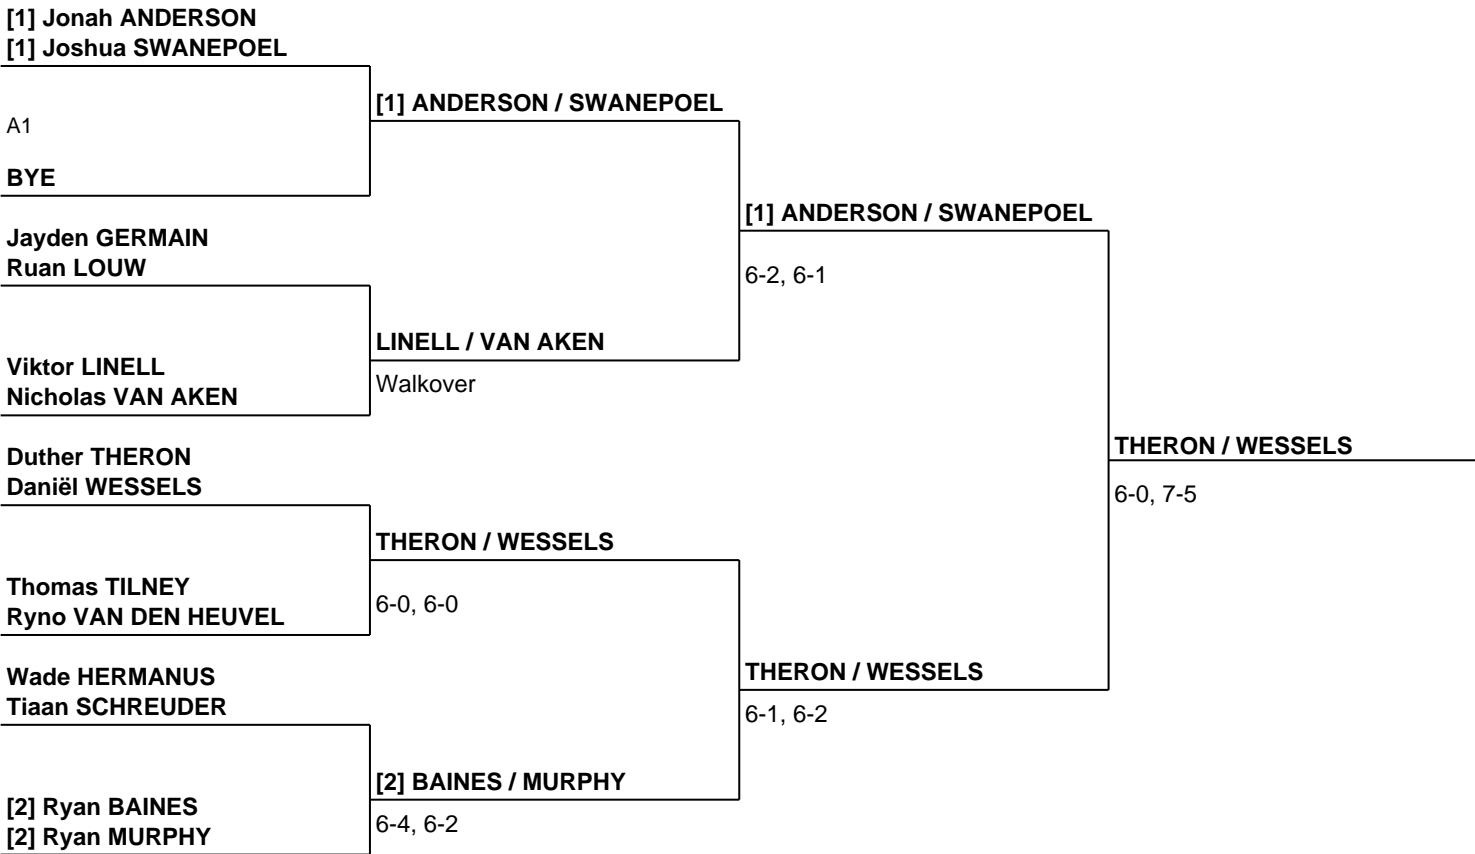 [1] Jonah ANDERSON
[1] Joshua SWANEPOEL
[1] ANDERSON / SWANEPOEL
A1
BYE
[1] ANDERSON / SWANEPOEL
Jayden GERMAIN
Ruan LOUW
6-2, 6-1
LINELL / VAN AKEN
Viktor LINELL
Nicholas VAN AKEN
Walkover
THERON / WESSELS
Duther THERON
Daniël WESSELS
6-0, 7-5
THERON / WESSELS
Thomas TILNEY
Ryno VAN DEN HEUVEL
6-0, 6-0
Wade HERMANUS
Tiaan SCHREUDER
THERON / WESSELS
6-1, 6-2
[2] BAINES / MURPHY
[2] Ryan BAINES
[2] Ryan MURPHY
6-4, 6-2